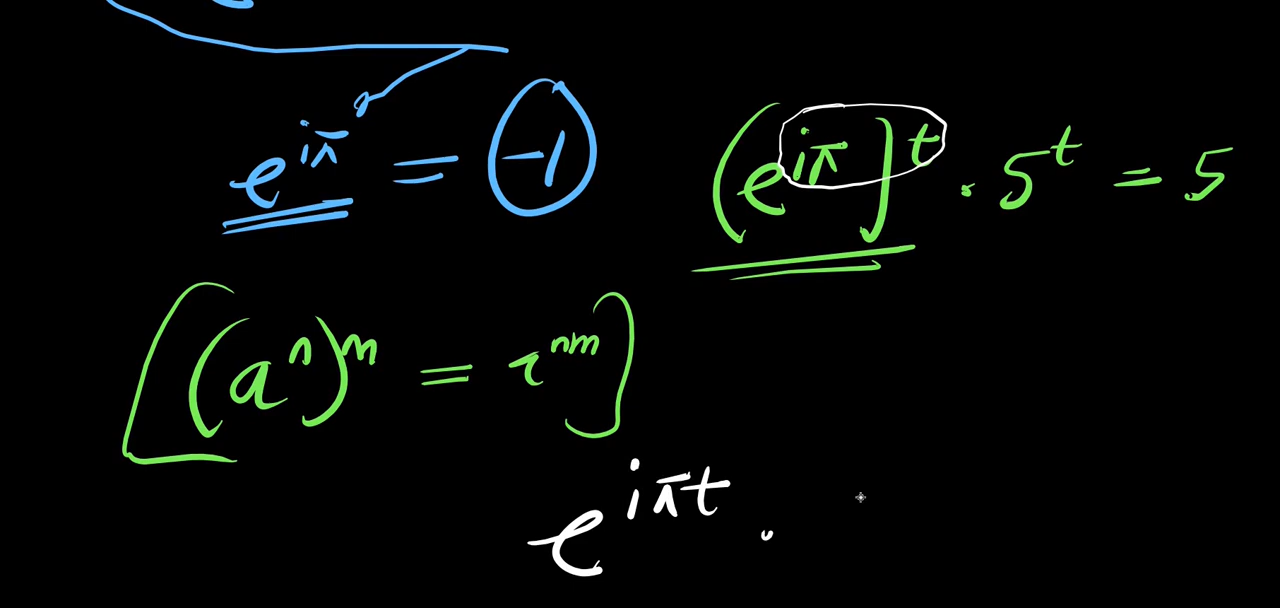 e^{iπ} = -1
(e^{iπ})^t · 5^t = 5
[(a^n)^m = a^{nm}]
e^{iπt} ·